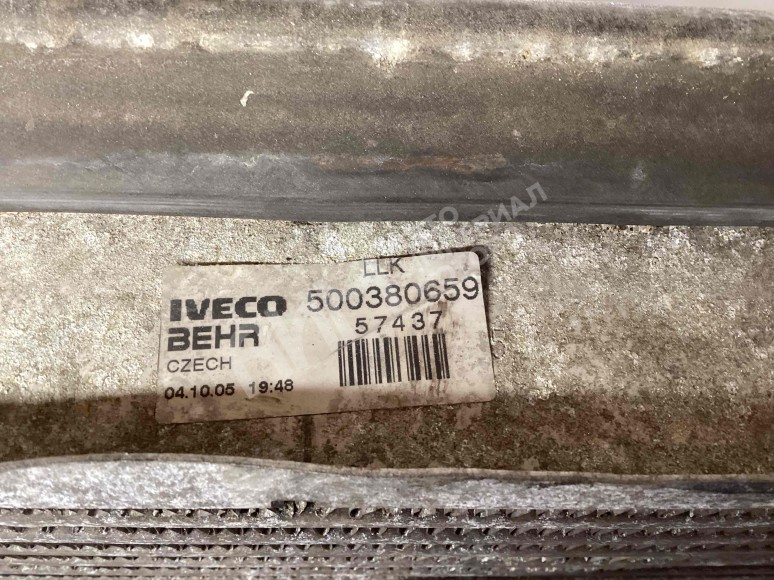 LLK
IVECO 500380659
BEHR 57437
CZECH
04.10.05 19:48